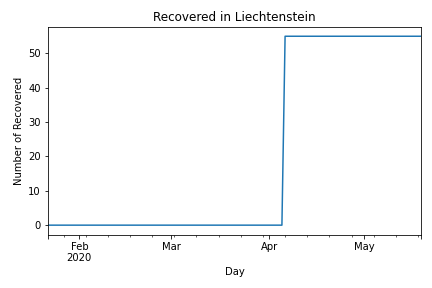 Recovered in Liechtenstein
Number of Recovered
50
40
30
20
10
0
Feb
2020
Mar
Apr
May
Day